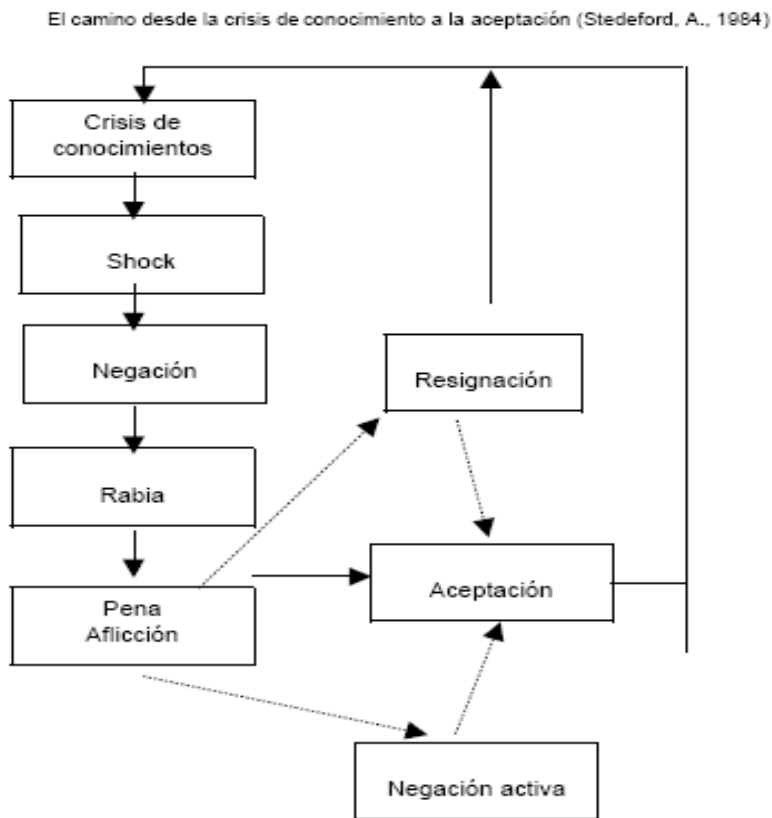 El camino desde la crisis de conocimiento a la aceptación (Stedeford, A., 1984)
Crisis de
conocimientos
Shock
Negación
Rabia
Pena
Aflicción
Resignación
Aceptación
Negación activa